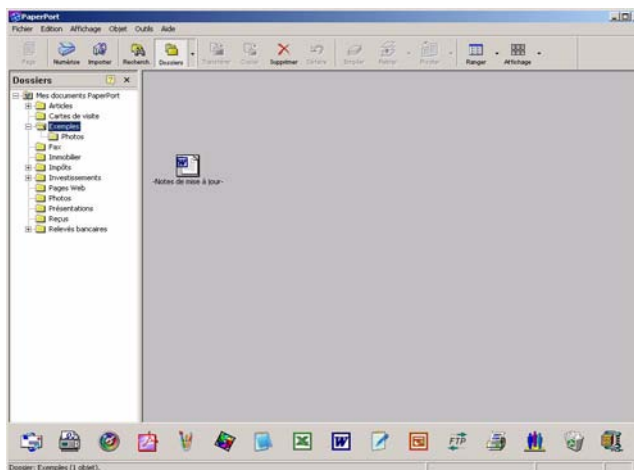 PaperPort
Fichier Edition Affichage Objet Outils Aide
Page Numériser Importer Recherch. Dossiers Supprimer Empiler Ranger Affichage
Dossiers
Mes documents PaperPort
Articles
Cartes de visite
Exemples
Photos
Fax
Immobilier
Impôts
Investissements
Pages Web
Photos
Présentations
Reçus
Relevés bancaires
-Notes de mise à jour-
FTP
Dossier: Exemples (1 objet).